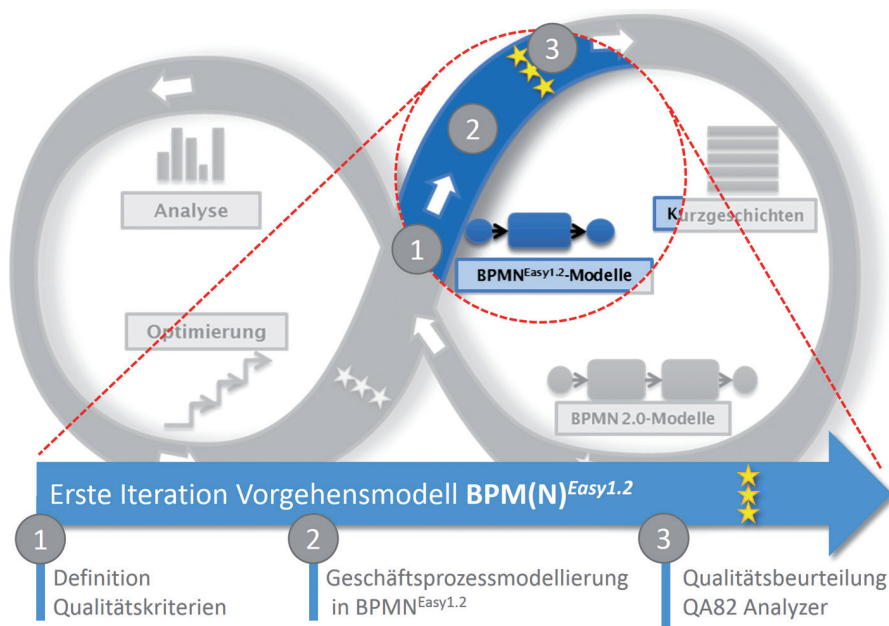 3
2
Analyse
Kurzgeschichten
1
BPMNEasy1.2-Modelle
Optimierung
BPMN 2.0-Modelle
Erste Iteration Vorgehensmodell BPM(N)Easy1.2
1
2
3
Definition
Qualitätskriterien
Geschäftsprozessmodellierung
in BPMNEasy1.2
Qualitätsbeurteilung
QA82 Analyzer